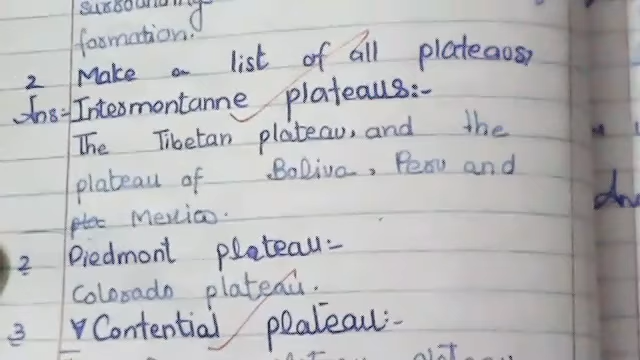 surrounding
formation.
2 Make a list of all plateaus,
Ans:- Intermontanne plateaus:-
The Tibetan plateau, and the
plateau of Boliva, Peru and
Mexico.
2 Piedmont plateau:-
Colorado plateau.
3 Contential plateau:-